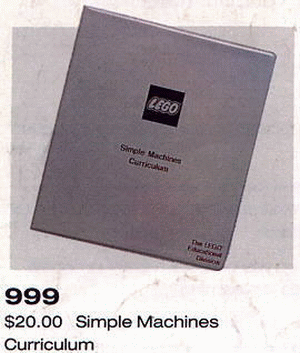 LEGO
Simple Machines
Curriculum
The LEGO
Educational
Division
999
$20.00 Simple Machines
Curriculum